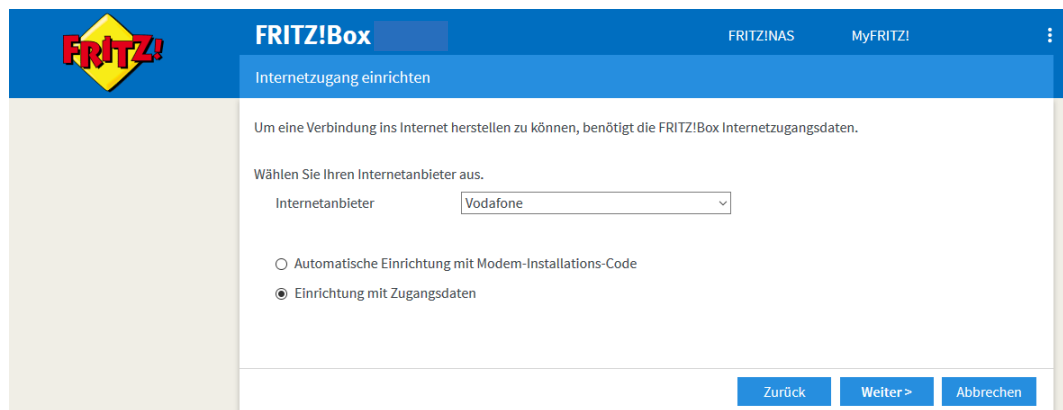 FRITZ!
FRITZ!Box
FRITZ!NAS
MyFRITZ!
Internetzugang einrichten
Um eine Verbindung ins Internet herstellen zu können, benötigt die FRITZ!Box Internetzugangsdaten.
Wählen Sie Ihren Internetanbieter aus.
Internetanbieter
Vodafone
Automatische Einrichtung mit Modem-Installations-Code
Einrichtung mit Zugangsdaten
Zurück
Weiter >
Abbrechen